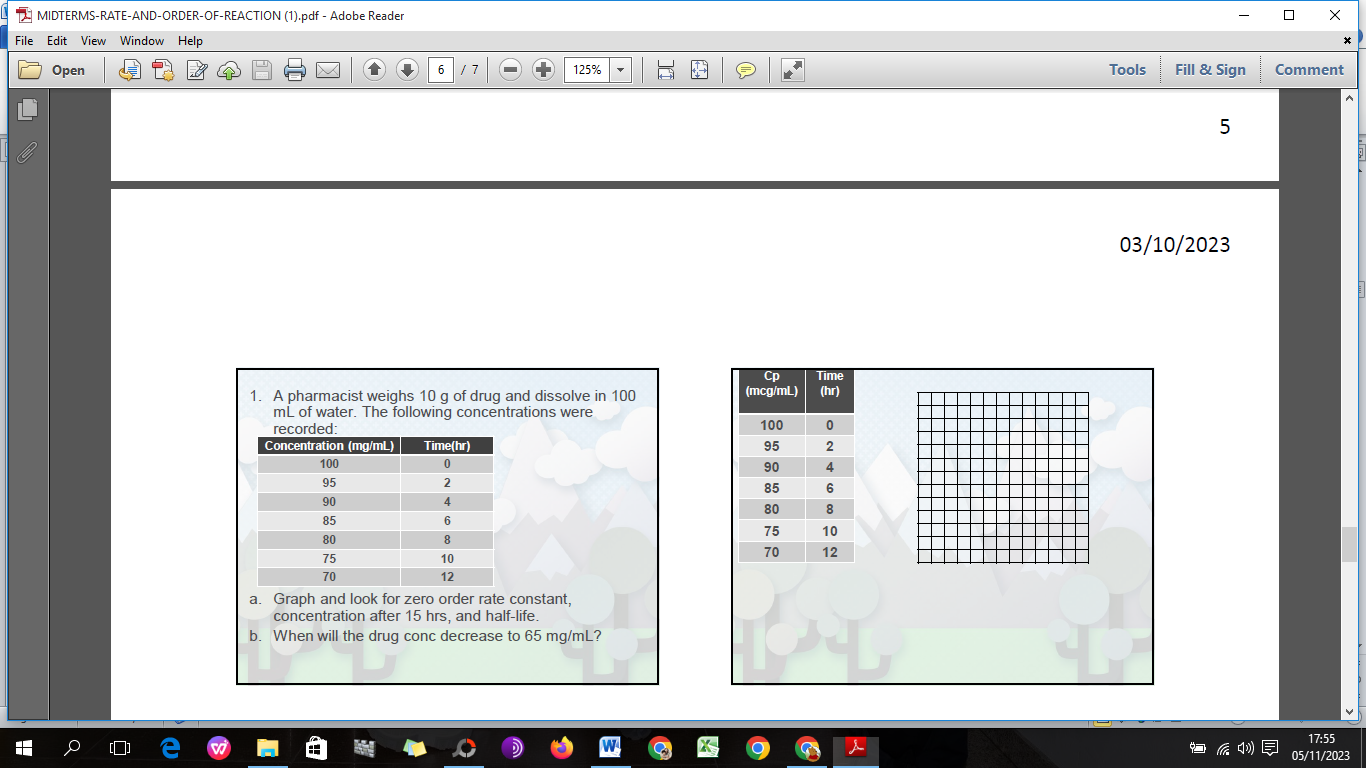 MIDTERMS-RATE-AND-ORDER-OF-REACTION (1).pdf - Adobe Reader
File Edit View Window Help
Open 6 / 7 125% Tools Fill & Sign Comment
5
03/10/2023
1. A pharmacist weighs 10 g of drug and dissolve in 100
mL of water. The following concentrations were
recorded:
Concentration (mg/mL) Time(hr)
100 0
95 2
90 4
85 6
80 8
75 10
70 12
a. Graph and look for zero order rate constant,
concentration after 15 hrs, and half-life.
b. When will the drug conc decrease to 65 mg/mL?
Cp Time
(mcg/mL) (hr)
100 0
95 2
90 4
85 6
80 8
75 10
70 12
17:55
05/11/2023